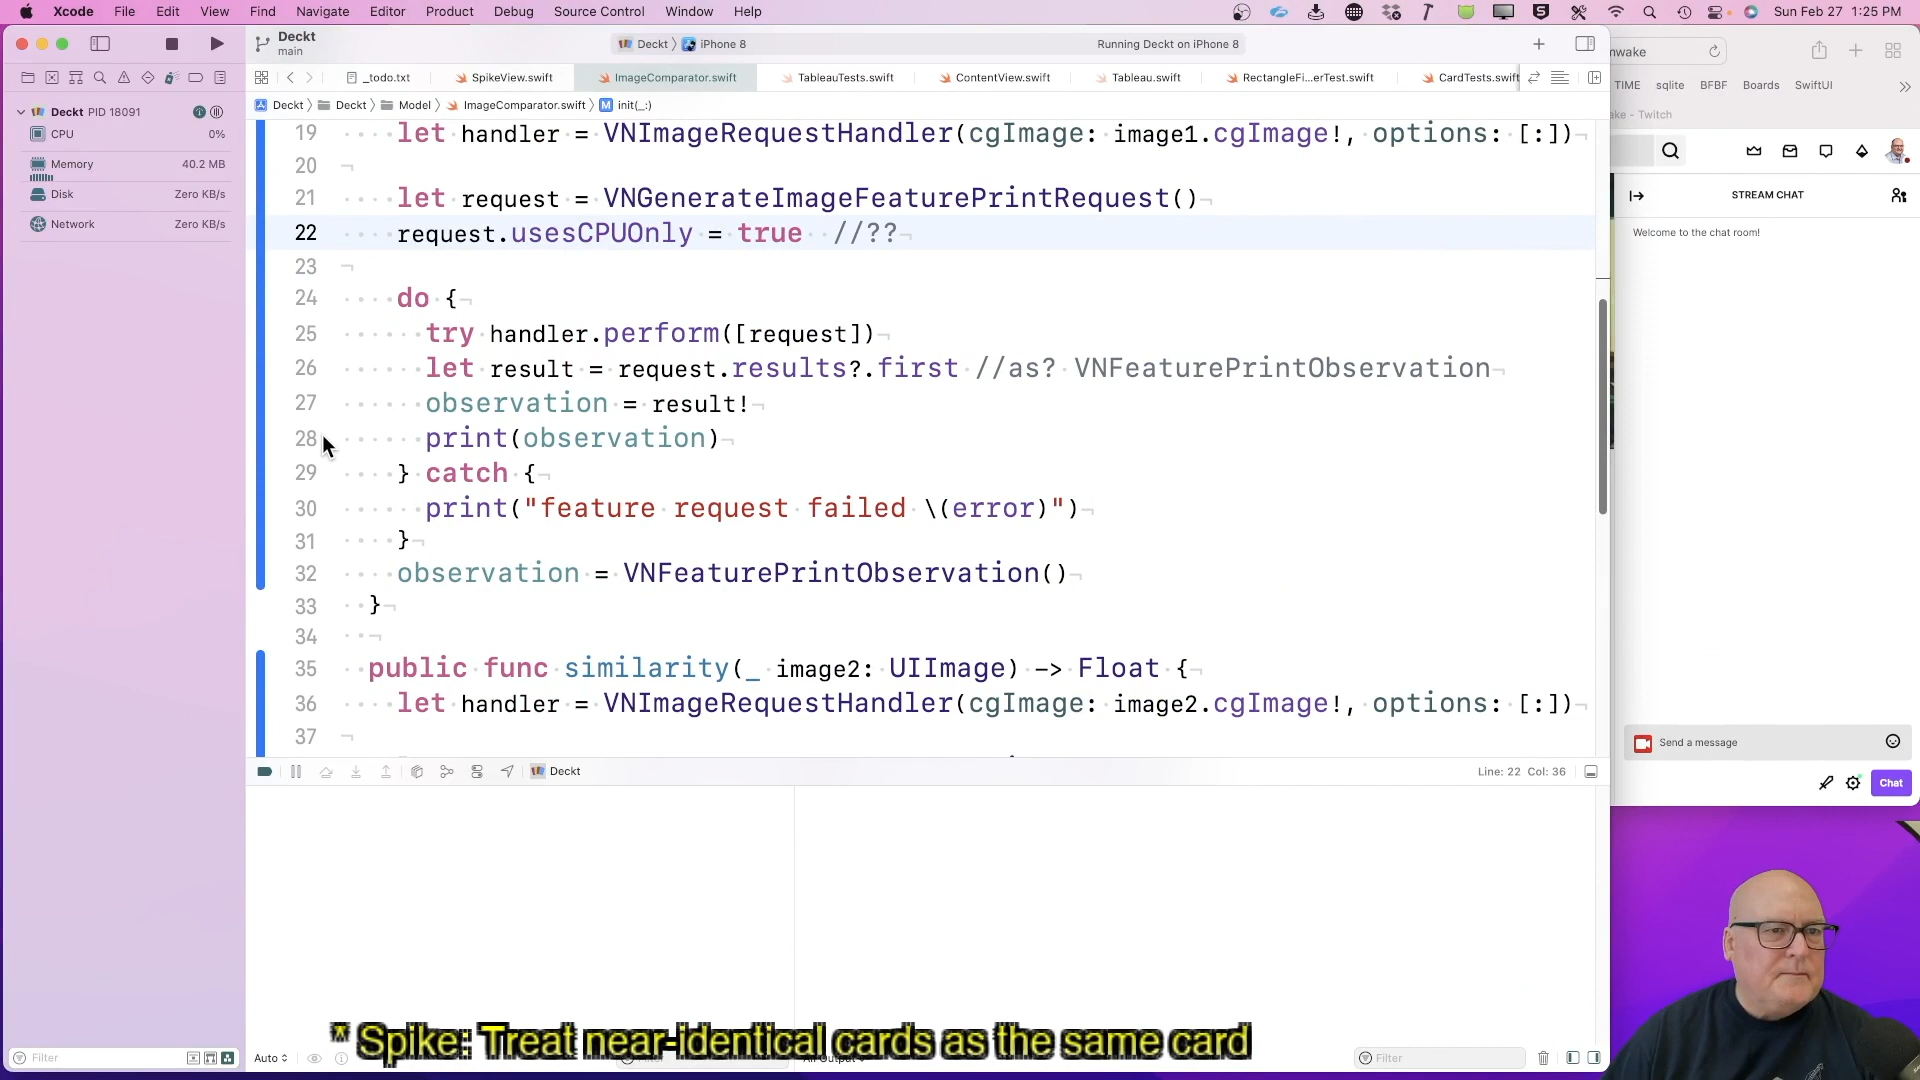 Xcode File Edit View Find Navigate Editor Product Debug Source Control Window Help
Sun Feb 27 1:25 PM
Deckt
main
Deckt 〉 iPhone 8
Running Deckt on iPhone 8
_todo.txt SpikeView.swift ImageComparator.swift TableauTests.swift ContentView.swift Tableau.swift RectangleFi...erTest.swift CardTests.swift
Deckt 〉 Deckt 〉 Model 〉 ImageComparator.swift 〉 M init(_:)
Deckt PID 18091
CPU 0%
Memory 40.2 MB
Disk Zero KB/s
Network Zero KB/s
19 let handler = VNImageRequestHandler(cgImage: image1.cgImage!, options: [:])
20
21 let request = VNGenerateImageFeaturePrintRequest()
22 request.usesCPUOnly = true //??
23
24 do {
25 try handler.perform([request])
26 let result = request.results?.first //as? VNFeaturePrintObservation
27 observation = result!
28 print(observation)
29 } catch {
30 print("feature request failed \(error)")
31 }
32 observation = VNFeaturePrintObservation()
33 }
34
35 public func similarity(_ image2: UIImage) -> Float {
36 let handler = VNImageRequestHandler(cgImage: image2.cgImage!, options: [:])
37
Deckt
Line: 22 Col: 36
Filter
Auto
Filter
* Spike: Treat near-identical cards as the same card
nwake
TIME sqlite BFBF Boards SwiftUI
nake - Twitch
STREAM CHAT
Welcome to the chat room!
Send a message
Chat